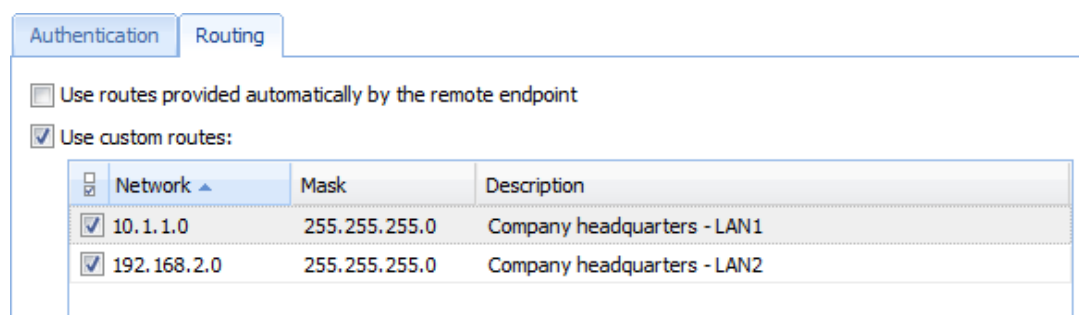 Authentication Routing
Use routes provided automatically by the remote endpoint
Use custom routes:
Network Mask Description
10.1.1.0 255.255.255.0 Company headquarters - LAN1
192.168.2.0 255.255.255.0 Company headquarters - LAN2